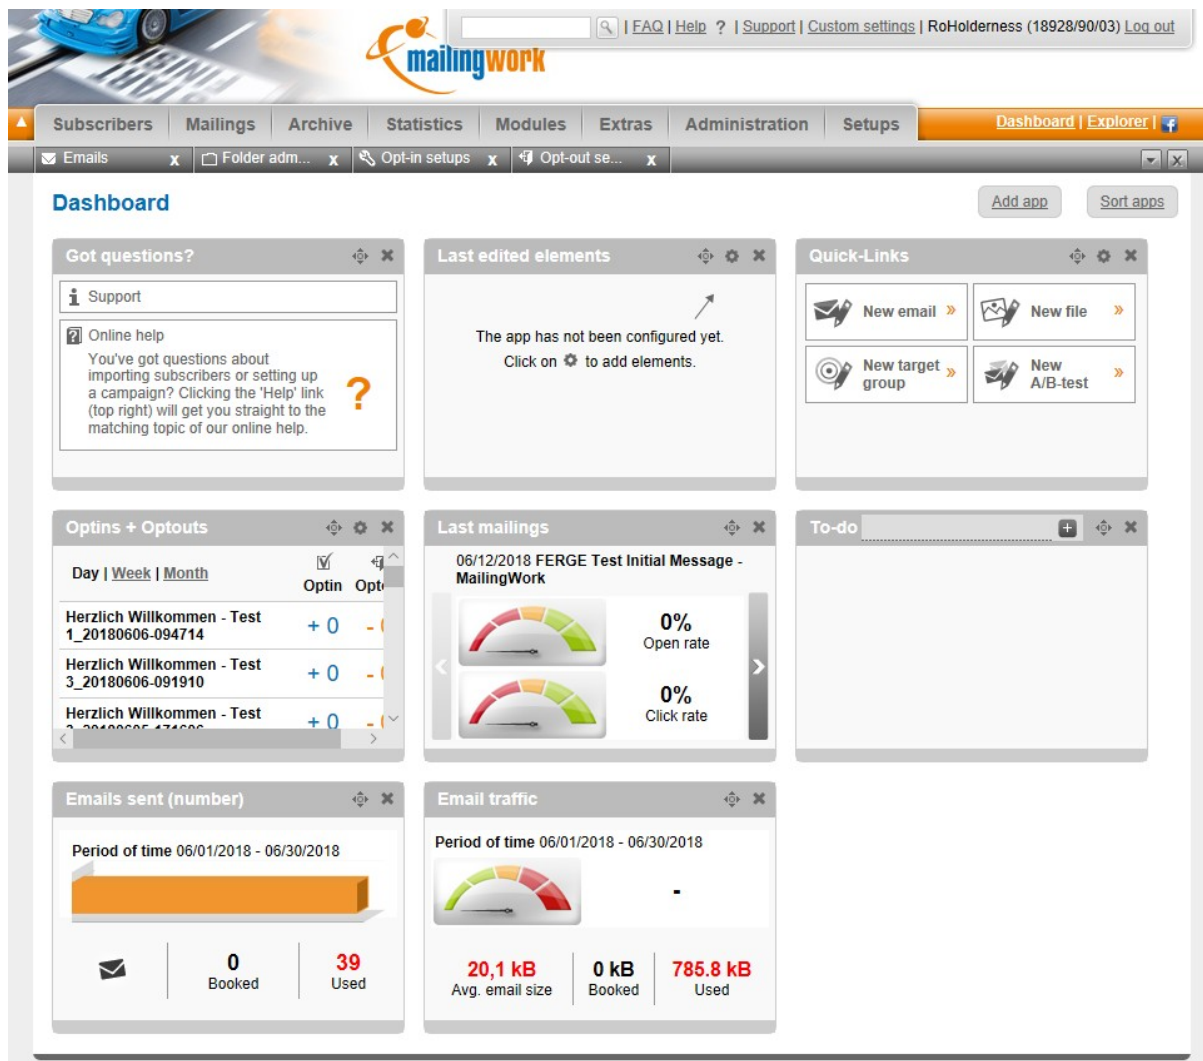 | FAQ | Help ? | Support | Custom settings | RoHolderness (18928/90/03) Log out
mailingwork
Subscribers Mailings Archive Statistics Modules Extras Administration Setups
Dashboard | Explorer |
Emails x Folder adm... x Opt-in setups x Opt-out se... x
Dashboard
Add app Sort apps
Got questions?
Support
Online help
You've got questions about
importing subscribers or setting up
a campaign? Clicking the 'Help' link
(top right) will get you straight to the
matching topic of our online help.
?
Last edited elements
The app has not been configured yet.
Click on to add elements.
Quick-Links
New email »
New file »
New target
group »
New
A/B-test »
Optins + Optouts
Day | Week | Month
Optin
Herzlich Willkommen - Test
1_20180606-094714
+ 0
Herzlich Willkommen - Test
3_20180606-091910
+ 0
Herzlich Willkommen - Test
+ 0
Last mailings
06/12/2018 FERGE Test Initial Message -
MailingWork
0%
Open rate
0%
Click rate
To-do
Emails sent (number)
Period of time 06/01/2018 - 06/30/2018
0
Booked
39
Used
Email traffic
Period of time 06/01/2018 - 06/30/2018
-
20,1 kB
Avg. email size
0 kB
Booked
785.8 kB
Used